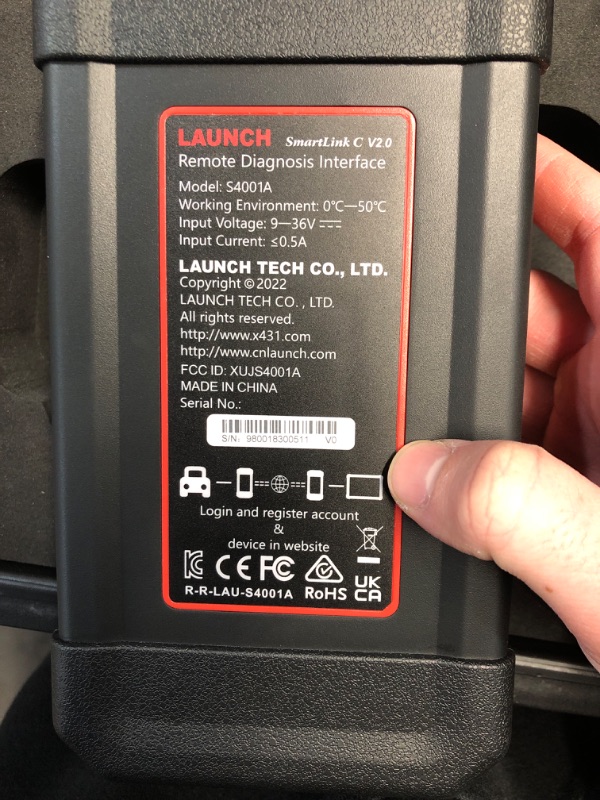 LAUNCH SmartLink C V2.0
Remote Diagnosis Interface
Model: S4001A
Working Environment: 0℃—50℃
Input Voltage: 9—36V
Input Current: ≤0.5A
LAUNCH TECH CO., LTD.
Copyright © 2022
LAUNCH TECH CO. , LTD.
All rights reserved.
http://www.x431.com
http://www.cnlaunch.com
FCC ID: XUJS4001A
MADE IN CHINA
Serial No.:
S/N: 980018300511 V0
Login and register account
&
device in website
CE FC
R-R-LAU-S4001A RoHS UK CA